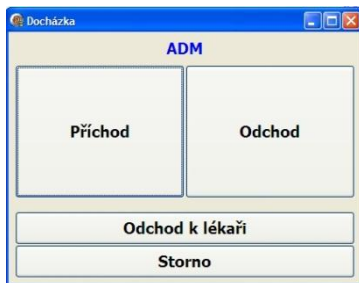 Docházka
ADM
Příchod Odchod
Odchod k lékaři
Storno